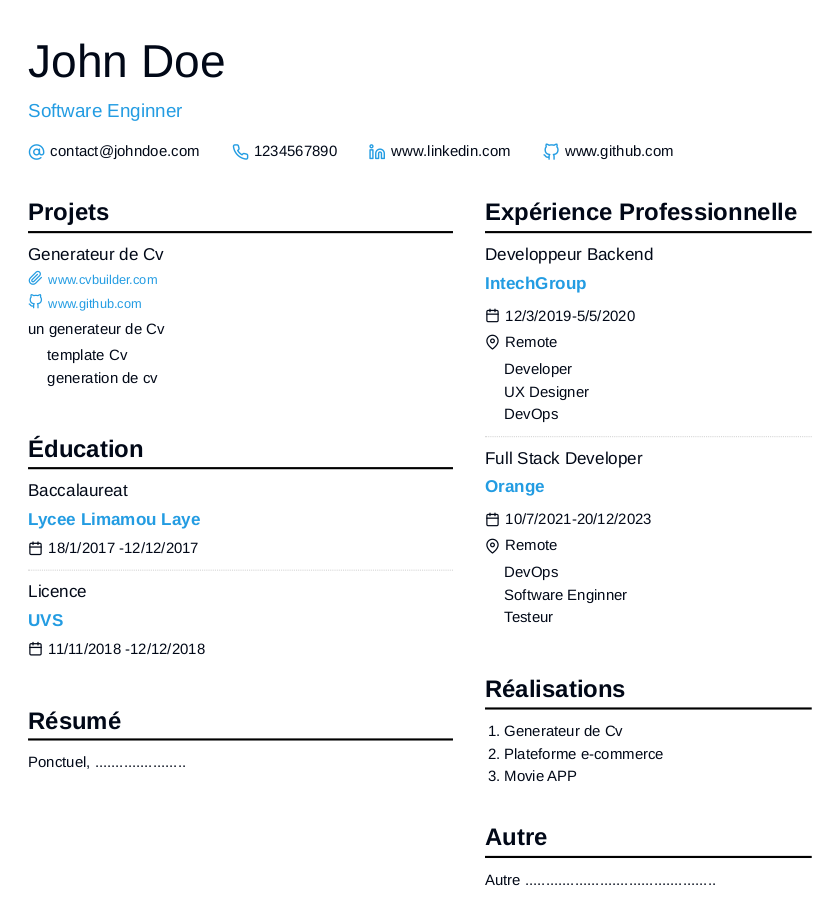 John Doe
Software Enginner
contact@johndoe.com 1234567890 www.linkedin.com www.github.com
Projets
Generateur de Cv
www.cvbuilder.com
www.github.com
un generateur de Cv
template Cv
generation de cv
Éducation
Baccalaureat
Lycee Limamou Laye
18/1/2017 -12/12/2017
Licence
UVS
11/11/2018 -12/12/2018
Résumé
Ponctuel, .......................
Expérience Professionnelle
Developpeur Backend
IntechGroup
12/3/2019-5/5/2020
Remote
Developer
UX Designer
DevOps
Full Stack Developer
Orange
10/7/2021-20/12/2023
Remote
DevOps
Software Enginner
Testeur
Réalisations
1. Generateur de Cv
2. Plateforme e-commerce
3. Movie APP
Autre
Autre ................................................